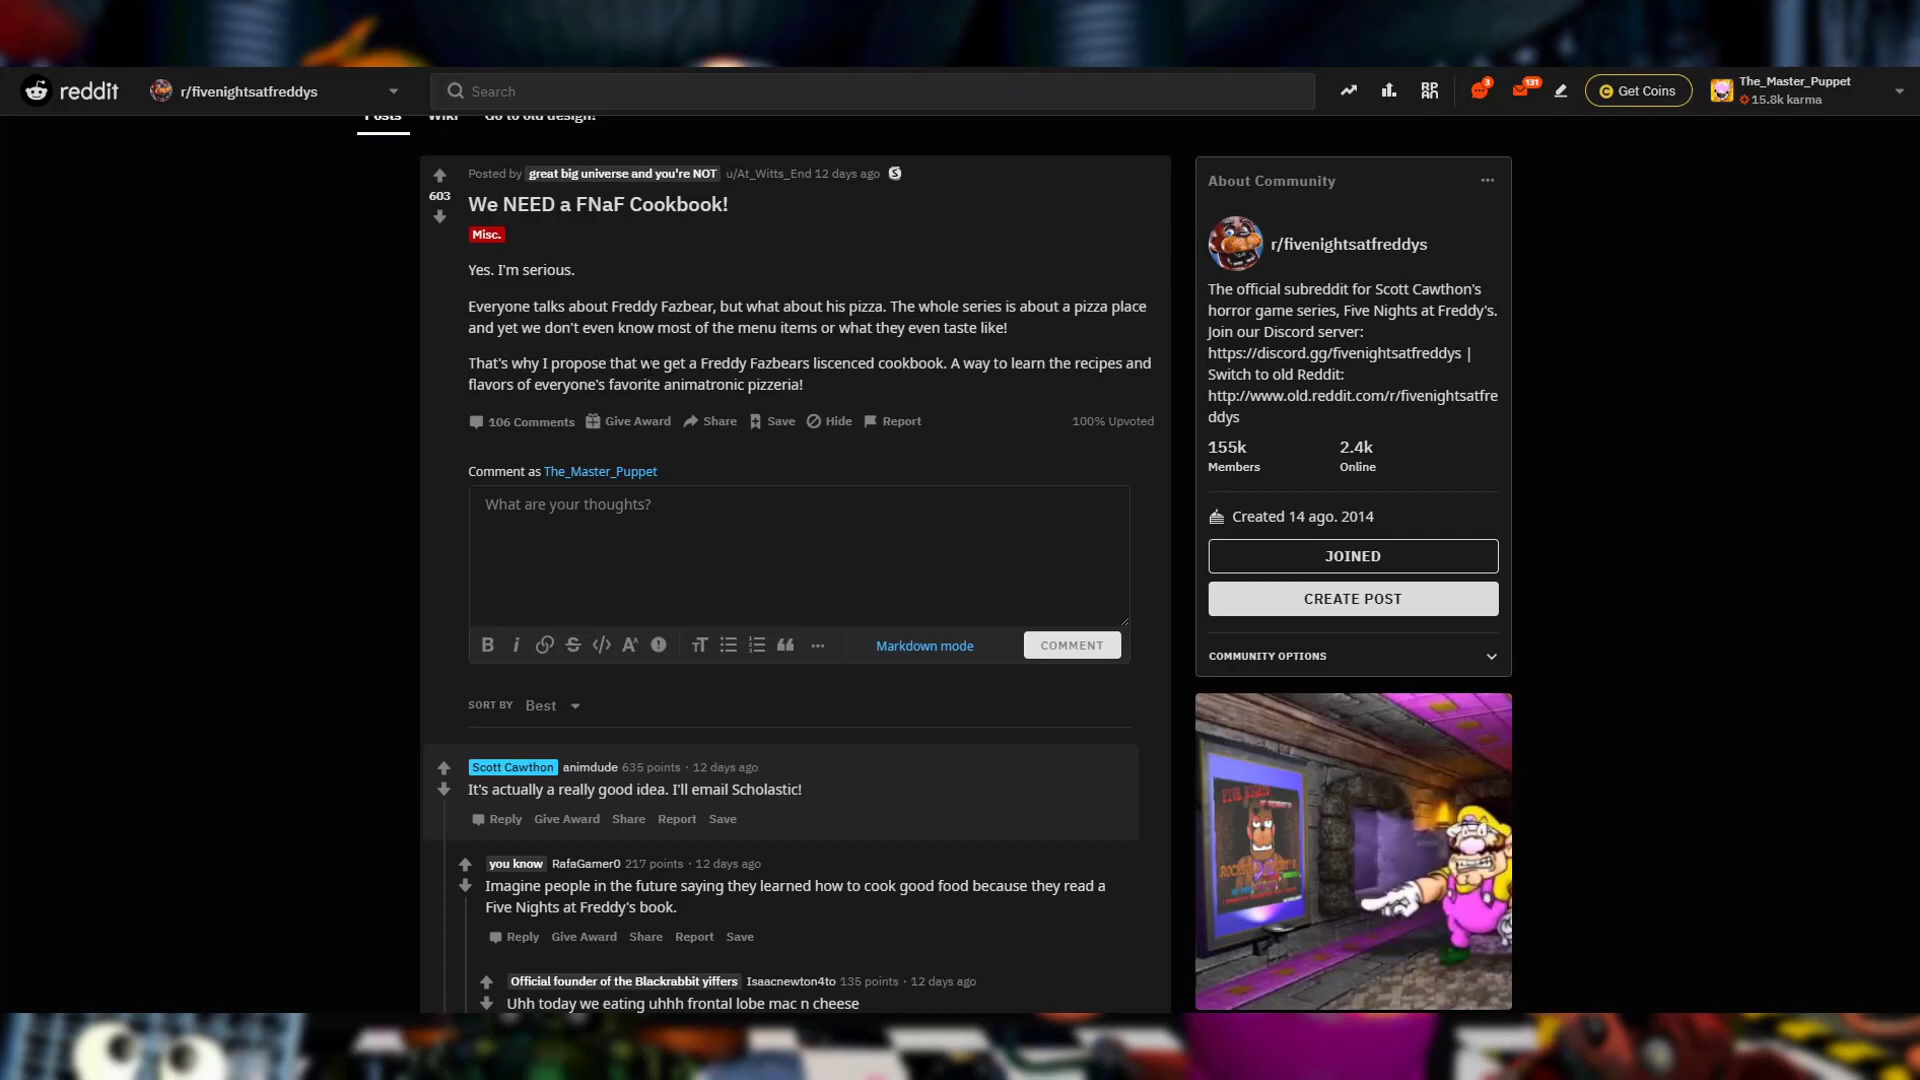 reddit
r/fivenightsatfreddys
Search
3
131
Get Coins
The_Master_Puppet
15.8k karma
Posts
Wiki
Go to old design!
603
Posted by great big universe and you're NOT u/At_Witts_End 12 days ago
We NEED a FNaF Cookbook!
Misc.
Yes. I'm serious.
Everyone talks about Freddy Fazbear, but what about his pizza. The whole series is about a pizza place
and yet we don't even know most of the menu items or what they even taste like!
That's why I propose that we get a Freddy Fazbears liscenced cookbook. A way to learn the recipes and
flavors of everyone's favorite animatronic pizzeria!
106 Comments Give Award Share Save Hide Report 100% Upvoted
Comment as The_Master_Puppet
What are your thoughts?
Markdown mode
COMMENT
SORT BY Best
Scott Cawthon animdude 635 points · 12 days ago
It's actually a really good idea. I'll email Scholastic!
Reply Give Award Share Report Save
you know RafaGamer0 217 points · 12 days ago
Imagine people in the future saying they learned how to cook good food because they read a
Five Nights at Freddy's book.
Reply Give Award Share Report Save
Official founder of the Blackrabbit yiffers Isaacnewton4to 135 points · 12 days ago
Uhh today we eating uhhh frontal lobe mac n cheese
About Community
r/fivenightsatfreddys
The official subreddit for Scott Cawthon's
horror game series, Five Nights at Freddy's.
Join our Discord server:
https://discord.gg/fivenightsatfreddys |
Switch to old Reddit:
http://www.old.reddit.com/r/fivenightsatfre
ddys
155k
Members
2.4k
Online
Created 14 ago. 2014
JOINED
CREATE POST
COMMUNITY OPTIONS
FIVE NIGHTS